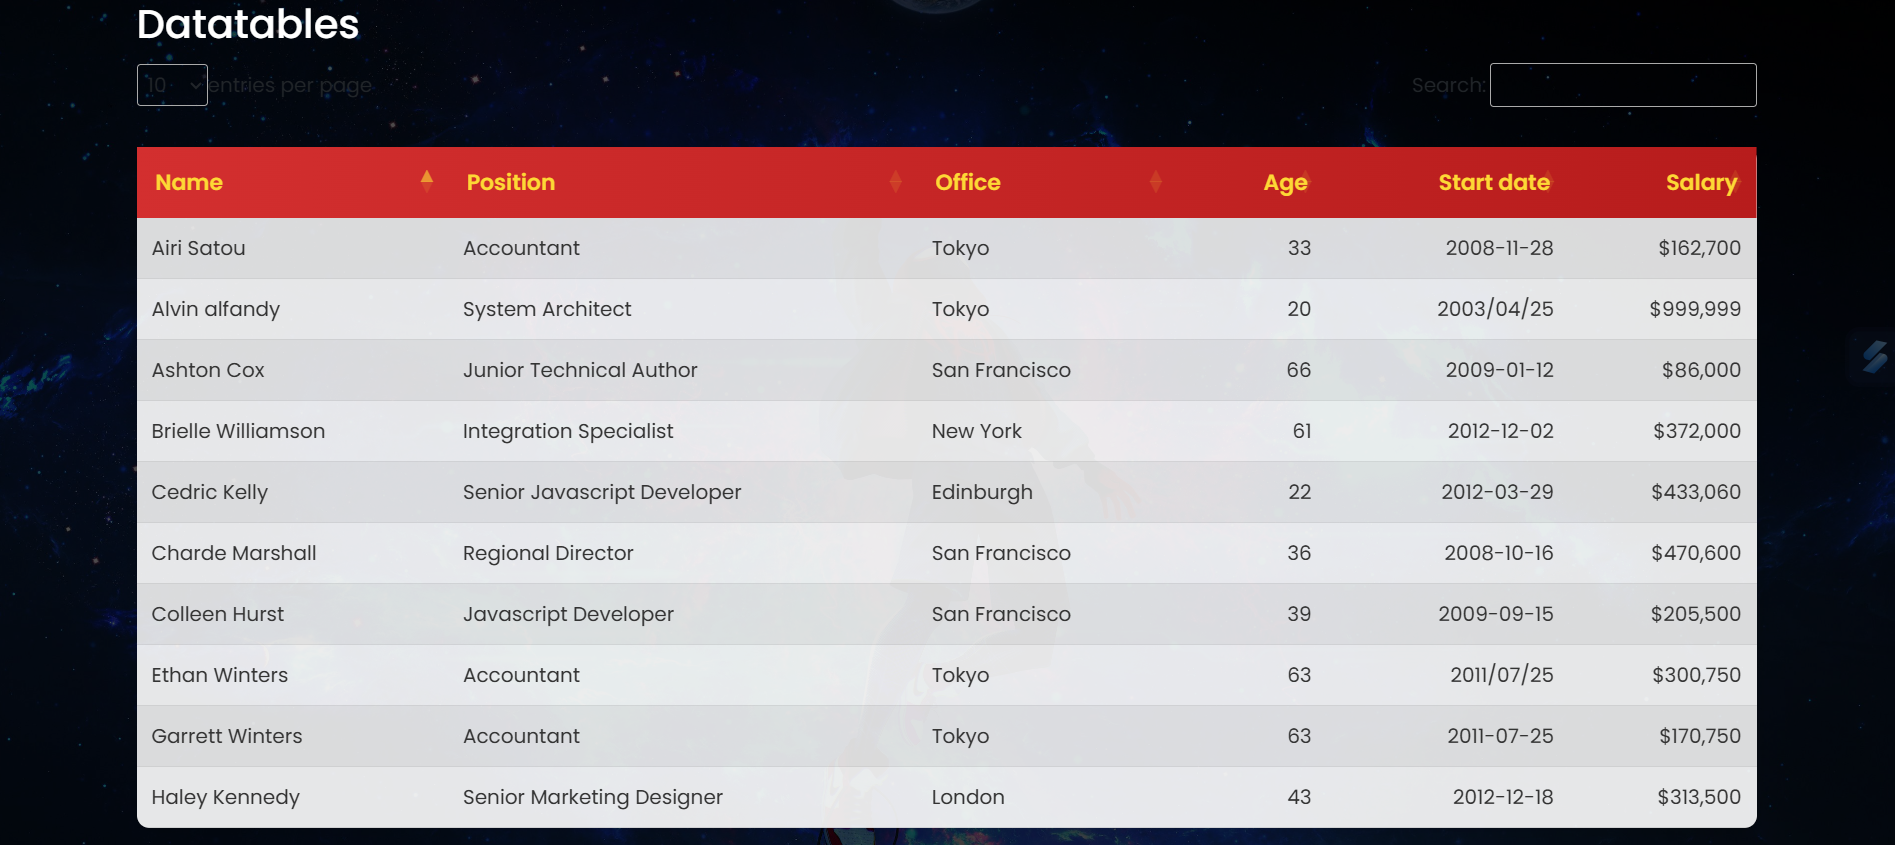 Datatables
10 entries per page Search:
Name Position Office Age Start date Salary
Airi Satou Accountant Tokyo 33 2008-11-28 $162,700
Alvin alfandy System Architect Tokyo 20 2003/04/25 $999,999
Ashton Cox Junior Technical Author San Francisco 66 2009-01-12 $86,000
Brielle Williamson Integration Specialist New York 61 2012-12-02 $372,000
Cedric Kelly Senior Javascript Developer Edinburgh 22 2012-03-29 $433,060
Charde Marshall Regional Director San Francisco 36 2008-10-16 $470,600
Colleen Hurst Javascript Developer San Francisco 39 2009-09-15 $205,500
Ethan Winters Accountant Tokyo 63 2011/07/25 $300,750
Garrett Winters Accountant Tokyo 63 2011-07-25 $170,750
Haley Kennedy Senior Marketing Designer London 43 2012-12-18 $313,500